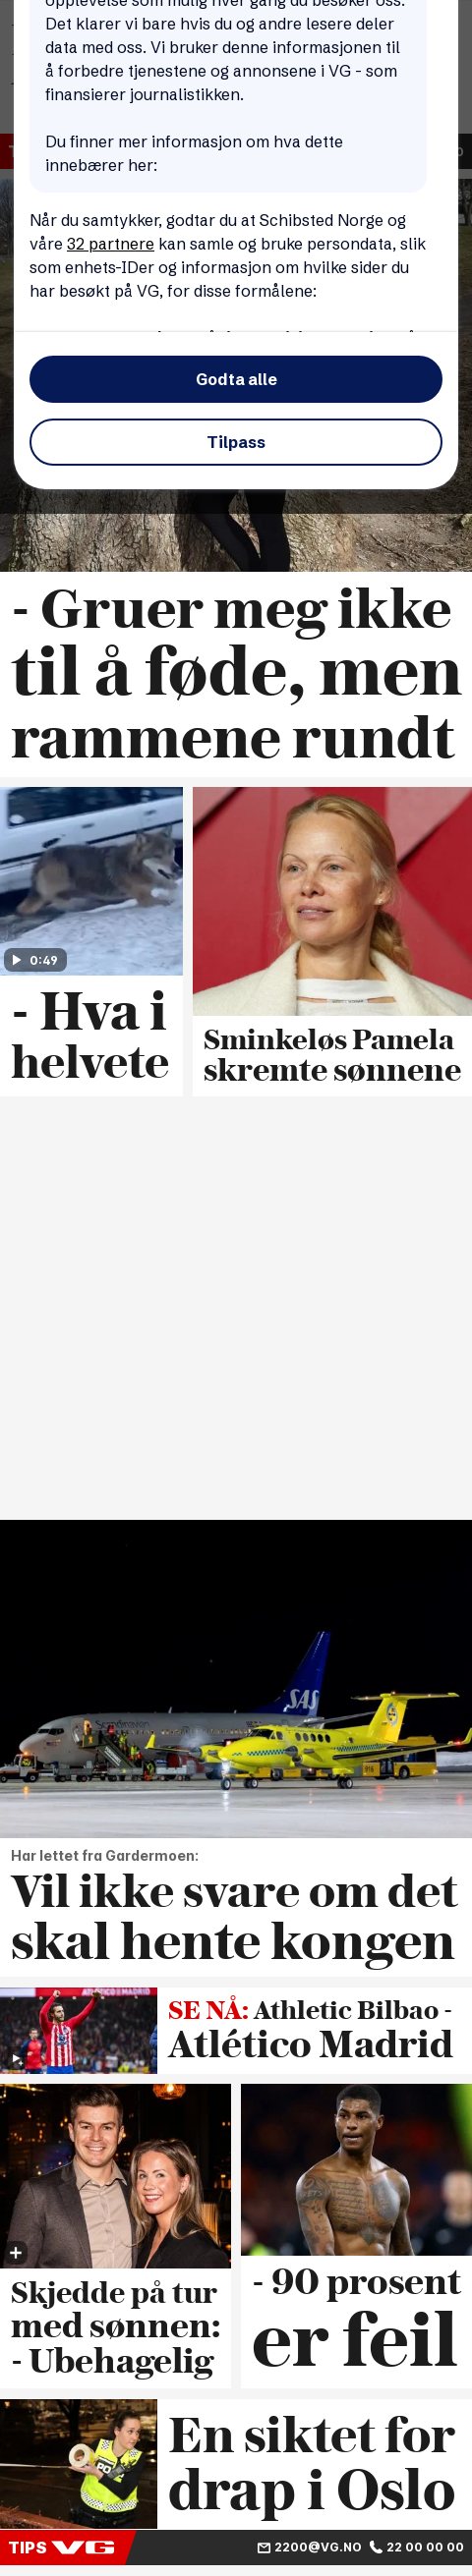 opplevelse som mulig hver gang du besøker oss.
Det klarer vi bare hvis du og andre lesere deler
data med oss. Vi bruker denne informasjonen til
å forbedre tjenestene og annonsene i VG - som
finansierer journalistikken.
Du finner mer informasjon om hva dette
innebærer her:
Når du samtykker, godtar du at Schibsted Norge og
våre 32 partnere kan samle og bruke persondata, slik
som enhets-IDer og informasjon om hvilke sider du
har besøkt på VG, for disse formålene:
Godta alle
Tilpass
- Gruer meg ikke
til å føde, men
rammene rundt
0:49
- Hva i
helvete
Sminkeløs Pamela
skremte sønnene
SAS
Har lettet fra Gardermoen:
Vil ikke svare om det
skal hente kongen
SE NÅ: Athletic Bilbao -
Atlético Madrid
Skjedde på tur
med sønnen:
- Ubehagelig
- 90 prosent
er feil
En siktet for
drap i Oslo
TIPS VG 2200@VG.NO 22 00 00 00